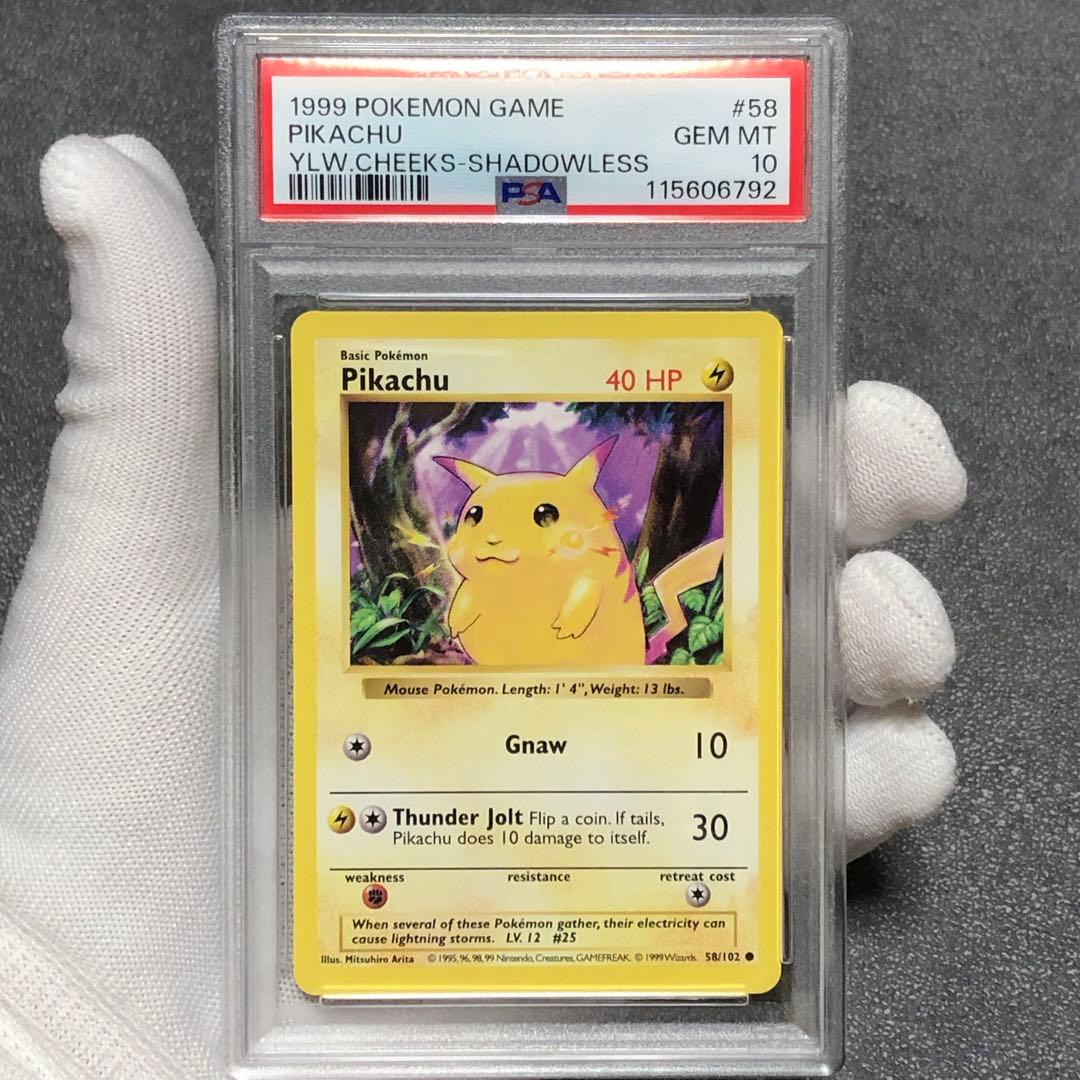 1999 POKEMON GAME #58
PIKACHU GEM MT
YLW.CHEEKS-SHADOWLESS 10
PSA 115606792
Basic Pokémon
Pikachu 40 HP
Mouse Pokémon. Length: 1' 4", Weight: 13 lbs.
Gnaw 10
Thunder Jolt Flip a coin. If tails, 30
Pikachu does 10 damage to itself.
weakness resistance retreat cost
When several of these Pokémon gather, their electricity can
cause lightning storms. LV. 12 #25
Illus. Mitsuhiro Arita © 1995, 96, 98, 99 Nintendo, Creatures, GAMEFREAK. © 1999 Wizards. 58/102 ●